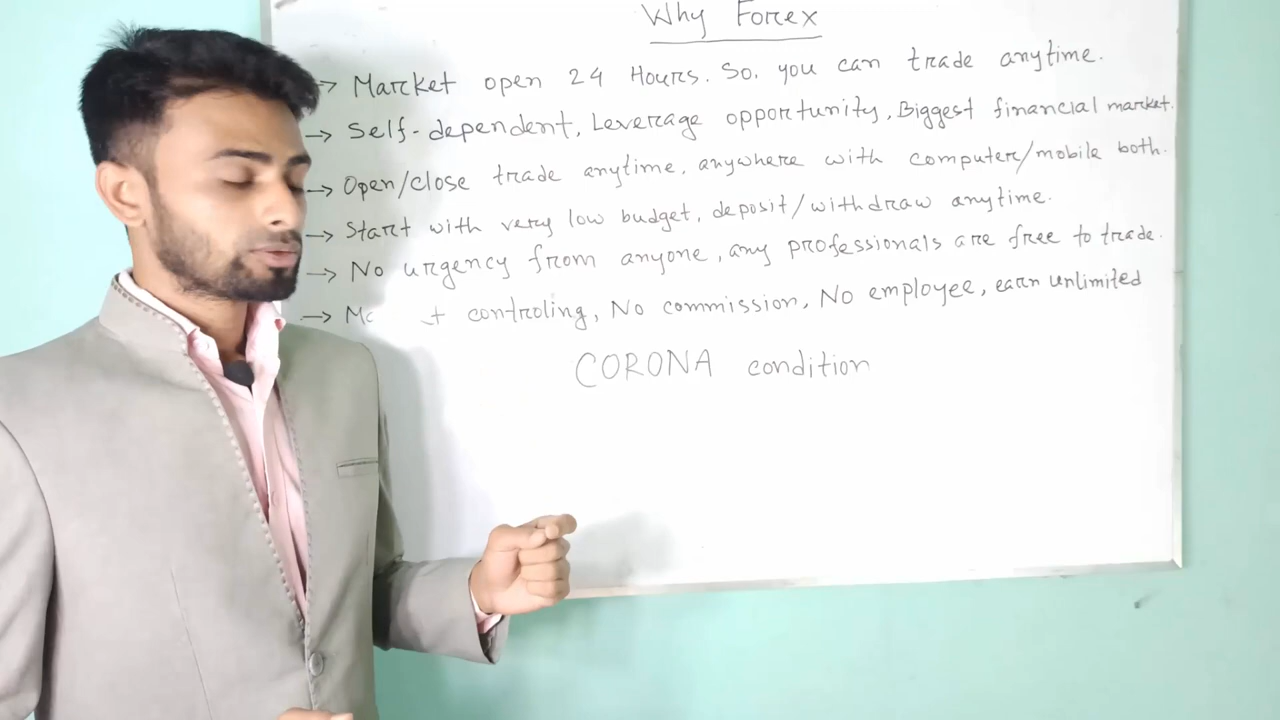 Why Forex
→ Market open 24 Hours. So, you can trade anytime.
→ Self-dependent, Leverage opportunity, Biggest financial market.
→ Open/close trade anytime, anywhere with computer/mobile both.
→ Start with very low budget, deposit/withdraw anytime.
→ No urgency from anyone, any professionals are free to trade.
→ controling, No commission, No employee, earn unlimited
CORONA condition